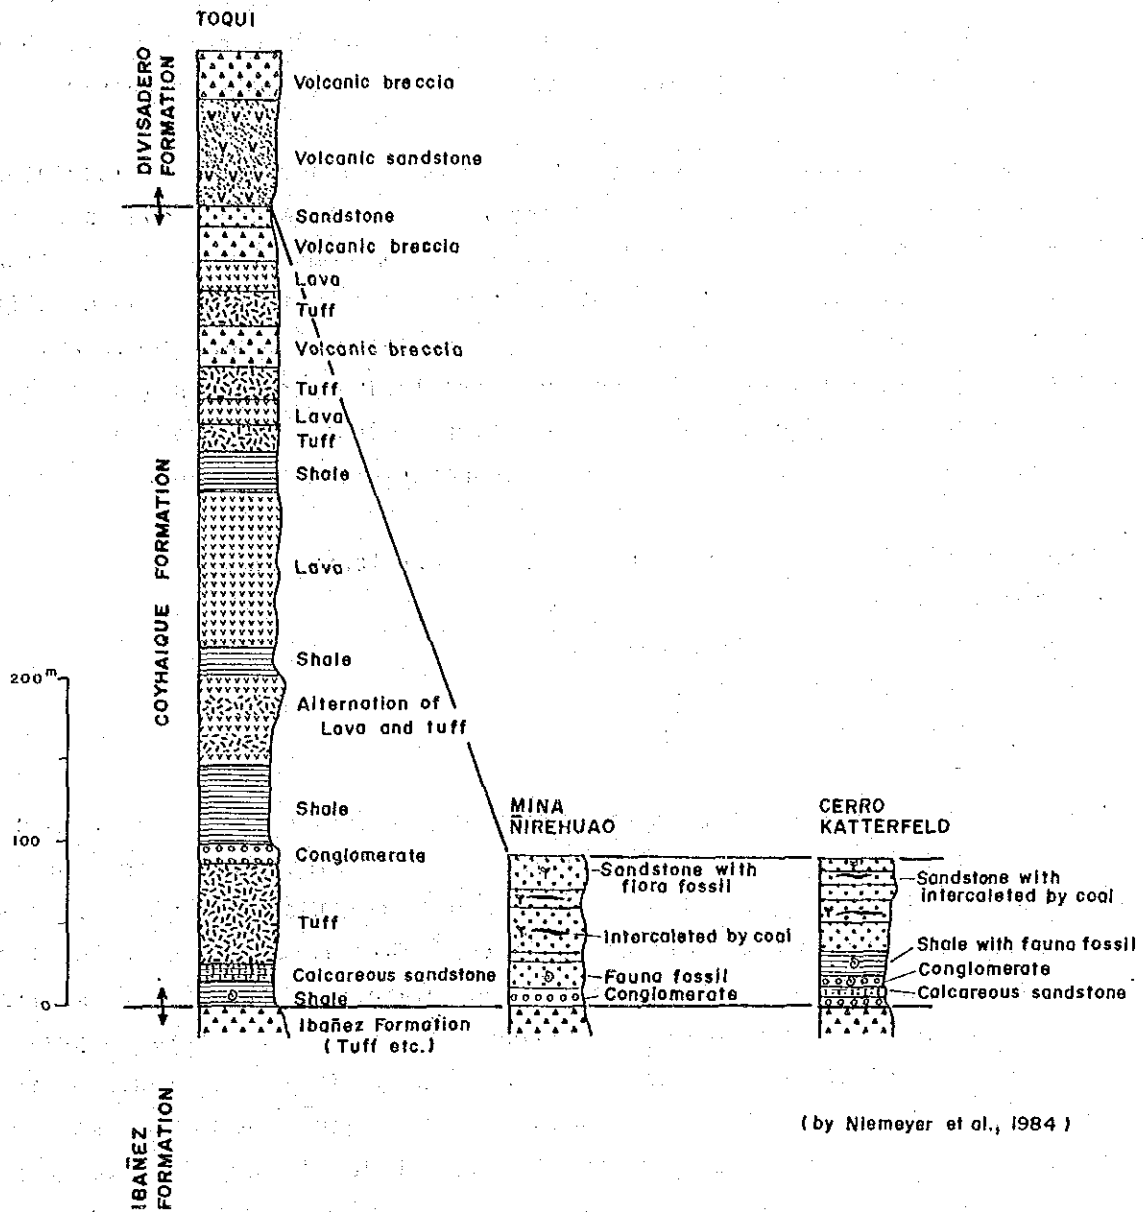 TOQUI
DIVISADERO
FORMATION
Volcanic breccia
Volcanic sandstone
Sandstone
Volcanic breccia
Lava
Tuff
Volcanic breccia
Tuff
Lava
Tuff
Shale
COYHAIQUE FORMATION
Lava
Shale
200 m
Alternation of
Lava and tuff
Shale
100
Conglomerate
Tuff
Calcareous sandstone
Shale
0
Ibañez Formation
(Tuff etc.)
IBAÑEZ
FORMATION
MINA
ÑIREHUAO
Sandstone with
flora fossil
Intercaleted by coal
Fauna fossil
Conglomerate
CERRO
KATTERFELD
Sandstone with
intercaleted by coal
Shale with fauna fossil
Conglomerate
Calcareous sandstone
(by Niemeyer et al., 1984)